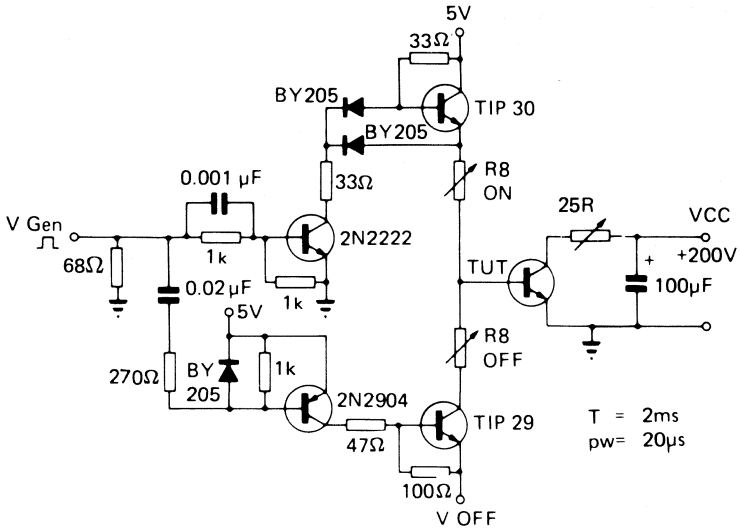 5V
33Ω
BY205
TIP 30
BY205
R8
ON
0.001 µF
33Ω
25R
VCC
V Gen
+200V
1k
2N2222
TUT
+
100µF
68Ω
0.02µF
1k
5V
R8
OFF
270Ω
BY
205
1k
2N2904
TIP 29
T = 2ms
47Ω
pw= 20µs
100Ω
V OFF